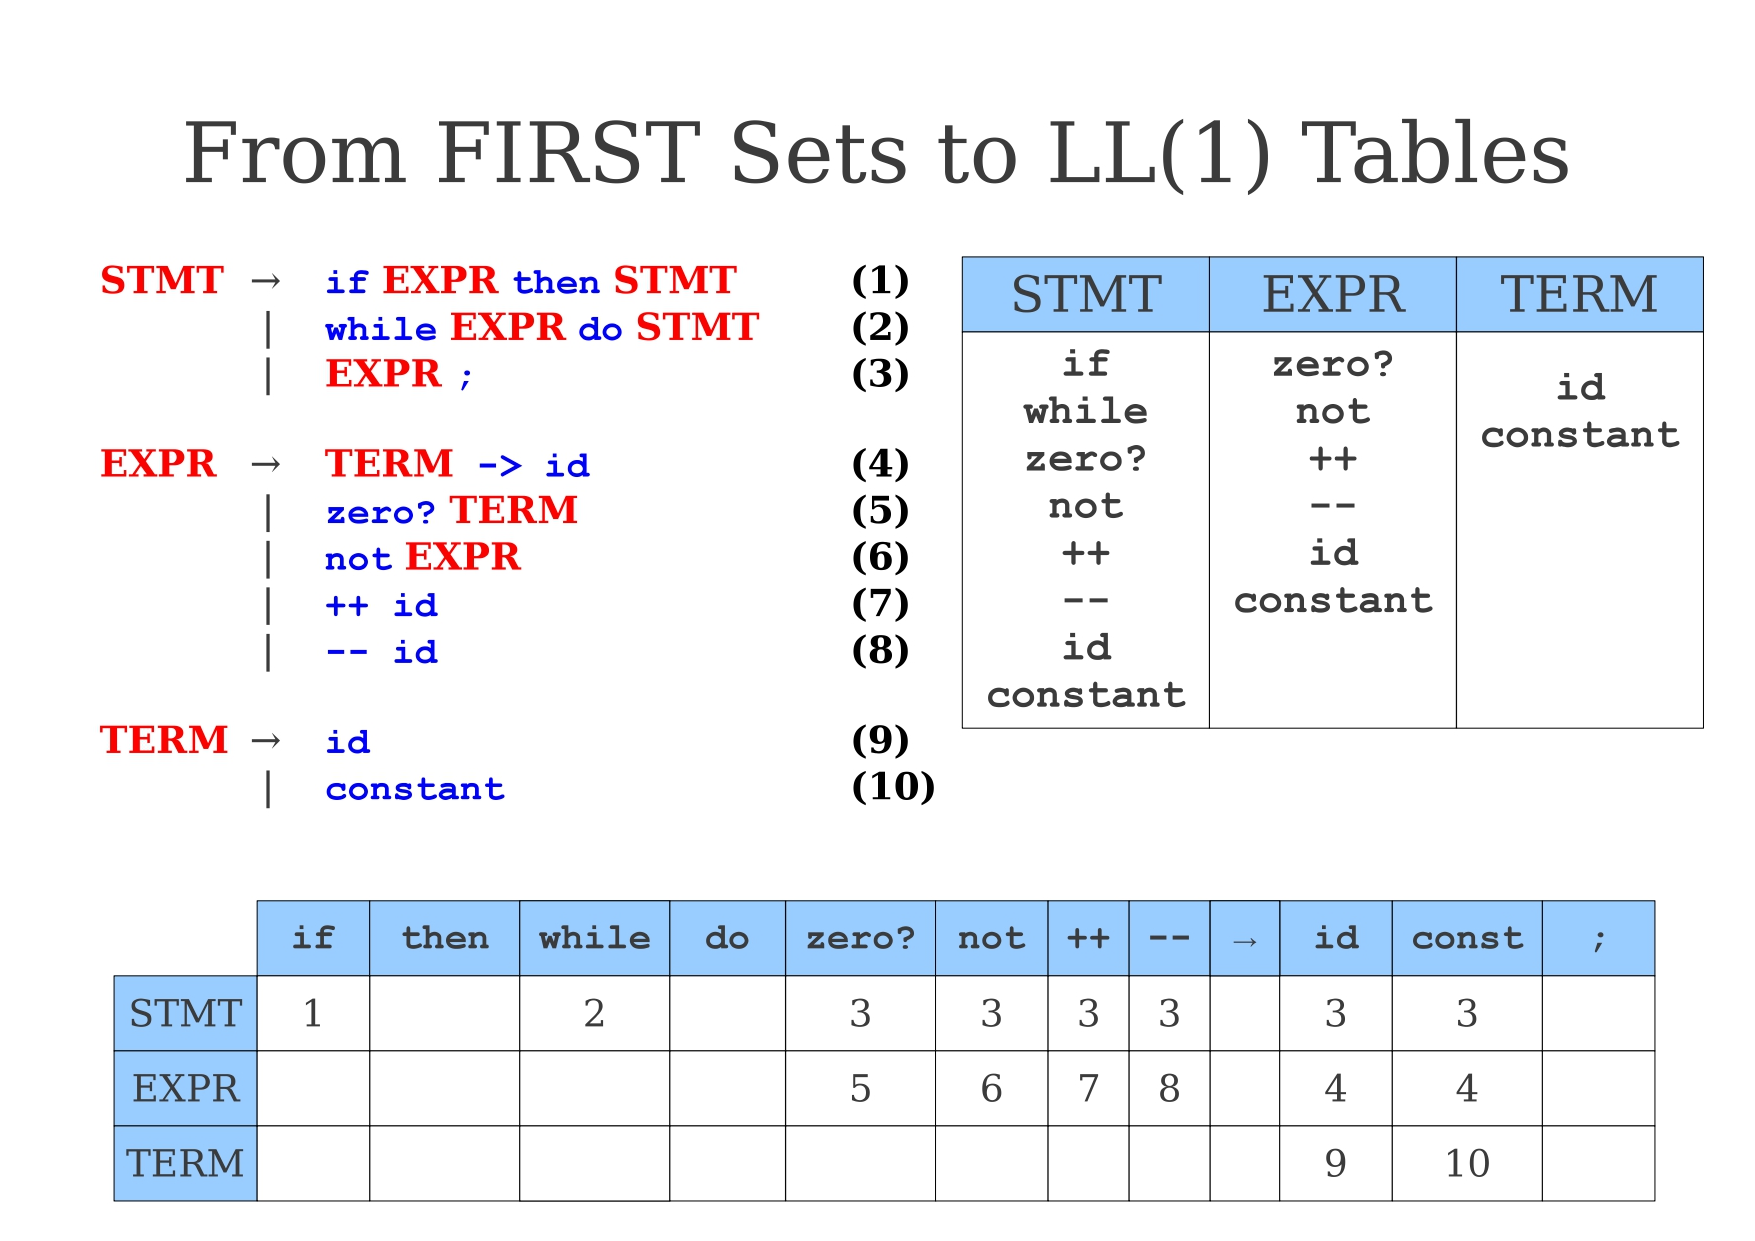 From FIRST Sets to LL(1) Tables
STMT → if EXPR then STMT (1)
| while EXPR do STMT (2)
| EXPR ; (3)
EXPR → TERM -> id (4)
| zero? TERM (5)
| not EXPR (6)
| ++ id (7)
| -- id (8)
TERM → id (9)
| constant (10)
STMT EXPR TERM
if zero? id
while not constant
zero? ++
not --
++ id
-- constant
id
constant
if then while do zero? not ++ -- → id const ;
STMT 1 2 3 3 3 3 3 3
EXPR 5 6 7 8 4 4
TERM 9 10